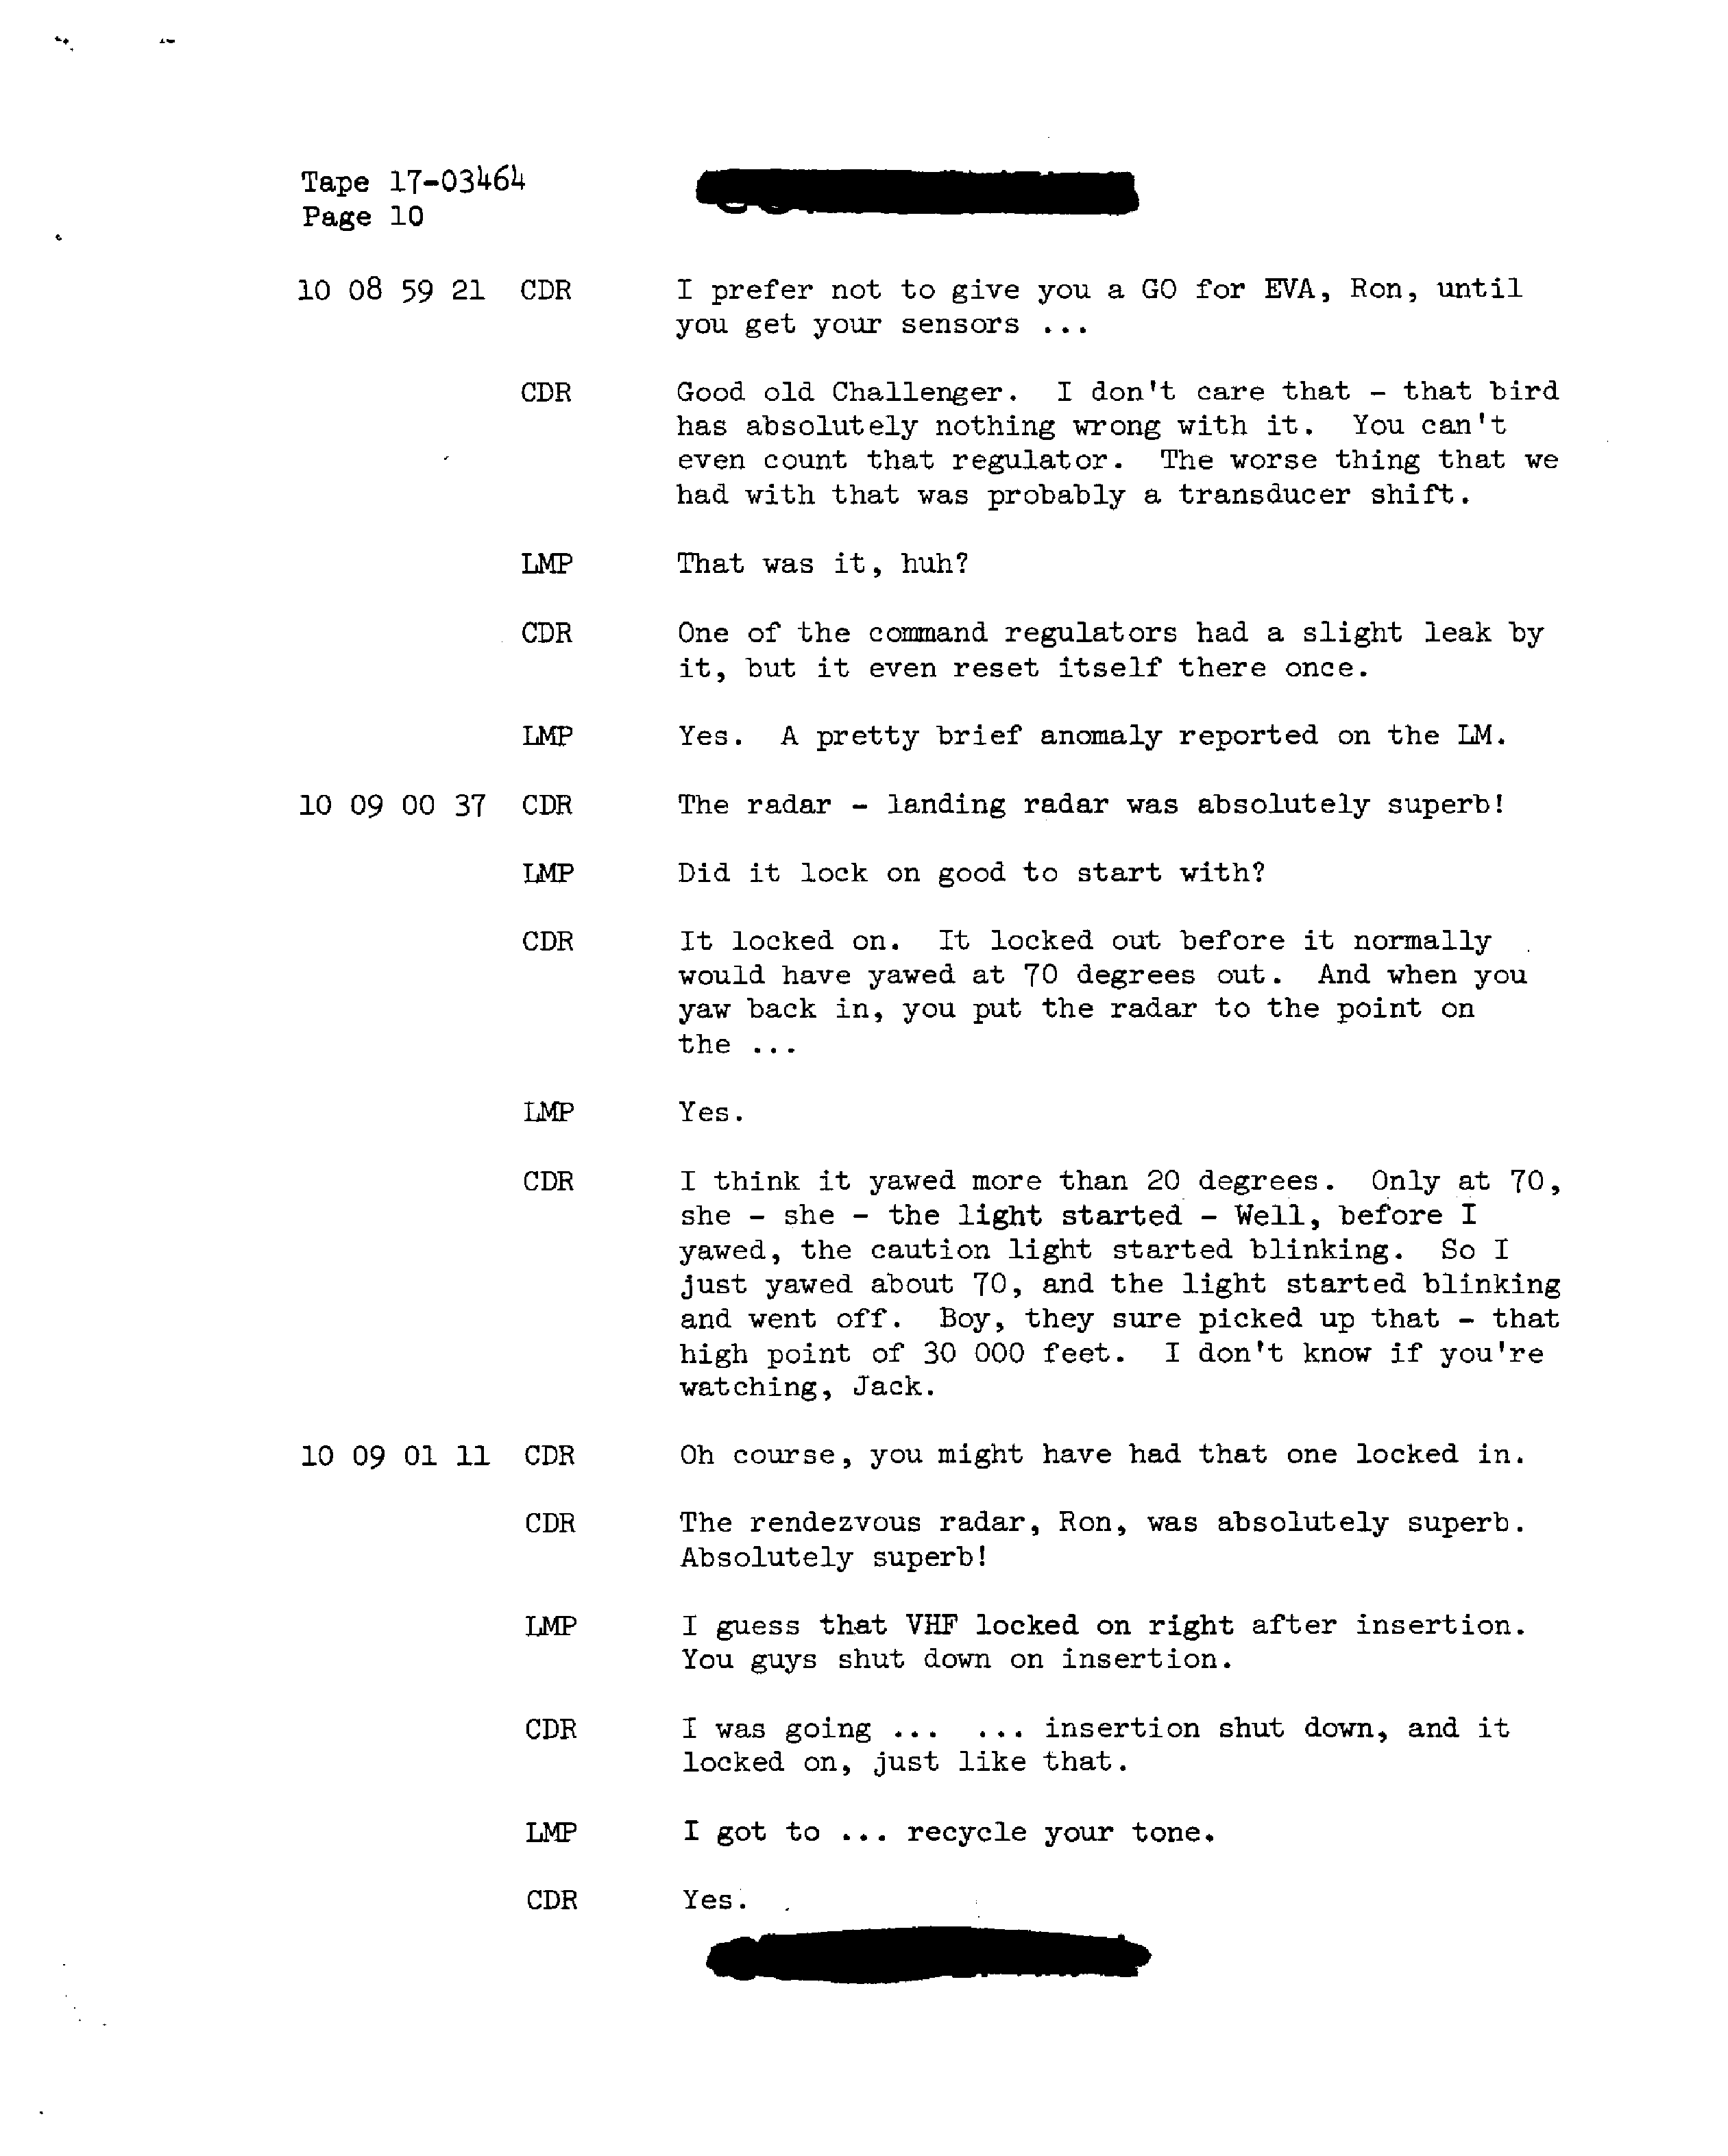 Tape 17-03464
Page 10
10 08 59 21 CDR I prefer not to give you a GO for EVA, Ron, until
you get your sensors ...
CDR Good old Challenger. I don't care that - that bird
has absolutely nothing wrong with it. You can't
even count that regulator. The worse thing that we
had with that was probably a transducer shift.
LMP That was it, huh?
CDR One of the command regulators had a slight leak by
it, but it even reset itself there once.
LMP Yes. A pretty brief anomaly reported on the LM.
10 09 00 37 CDR The radar - landing radar was absolutely superb!
LMP Did it lock on good to start with?
CDR It locked on. It locked out before it normally
would have yawed at 70 degrees out. And when you
yaw back in, you put the radar to the point on
the ...
LMP Yes.
CDR I think it yawed more than 20 degrees. Only at 70,
she - she - the light started - Well, before I
yawed, the caution light started blinking. So I
just yawed about 70, and the light started blinking
and went off. Boy, they sure picked up that - that
high point of 30 000 feet. I don't know if you're
watching, Jack.
10 09 01 11 CDR Oh course, you might have had that one locked in.
CDR The rendezvous radar, Ron, was absolutely superb.
Absolutely superb!
LMP I guess that VHF locked on right after insertion.
You guys shut down on insertion.
CDR I was going ... ... insertion shut down, and it
locked on, just like that.
LMP I got to ... recycle your tone.
CDR Yes.